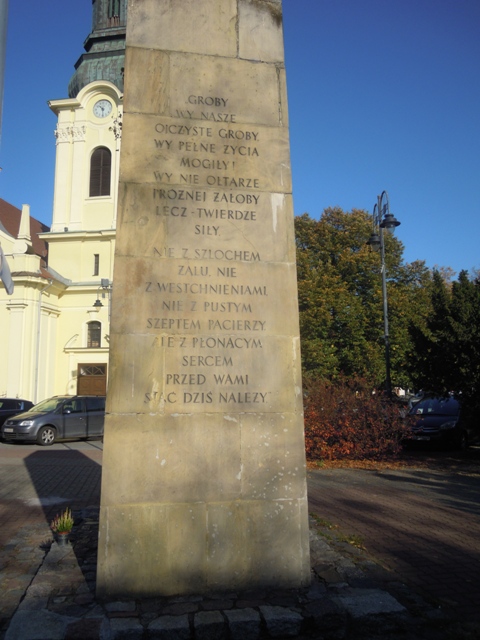 GROBY
WY NASZE
OJCZYSTE GROBY.
WY PEŁNE ŻYCIA
MOGIŁY!
WY NIE OŁTARZE
PRÓŻNEJ ŻAŁOBY
LECZ - TWIERDZE
SIŁY
NIE Z SZLOCHEM
ŻALU, NIE
Z WESTCHNIENIAMI
NIE Z PUSTYM
SZEPTEM PACIERZY
ALE Z PŁONĄCYM
SERCEM
PRZED WAMI
STAĆ DZIŚ NALEŻY.